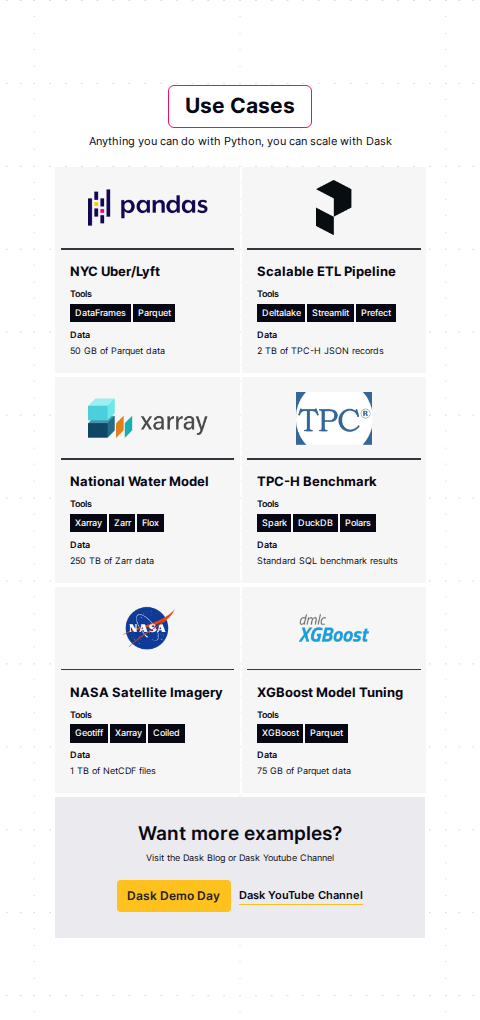 Use Cases
Anything you can do with Python, you can scale with Dask
pandas
NYC Uber/Lyft
Tools
DataFrames Parquet
Data
50 GB of Parquet data
Scalable ETL Pipeline
Tools
Deltalake Streamlit Prefect
Data
2 TB of TPC-H JSON records
xarray
National Water Model
Tools
Xarray Zarr Flox
Data
250 TB of Zarr data
TPC®
TPC-H Benchmark
Tools
Spark DuckDB Polars
Data
Standard SQL benchmark results
NASA
NASA Satellite Imagery
Tools
Geotiff Xarray Coiled
Data
1 TB of NetCDF files
dmlc
XGBoost
XGBoost Model Tuning
Tools
XGBoost Parquet
Data
75 GB of Parquet data
Want more examples?
Visit the Dask Blog or Dask Youtube Channel
Dask Demo Day Dask YouTube Channel